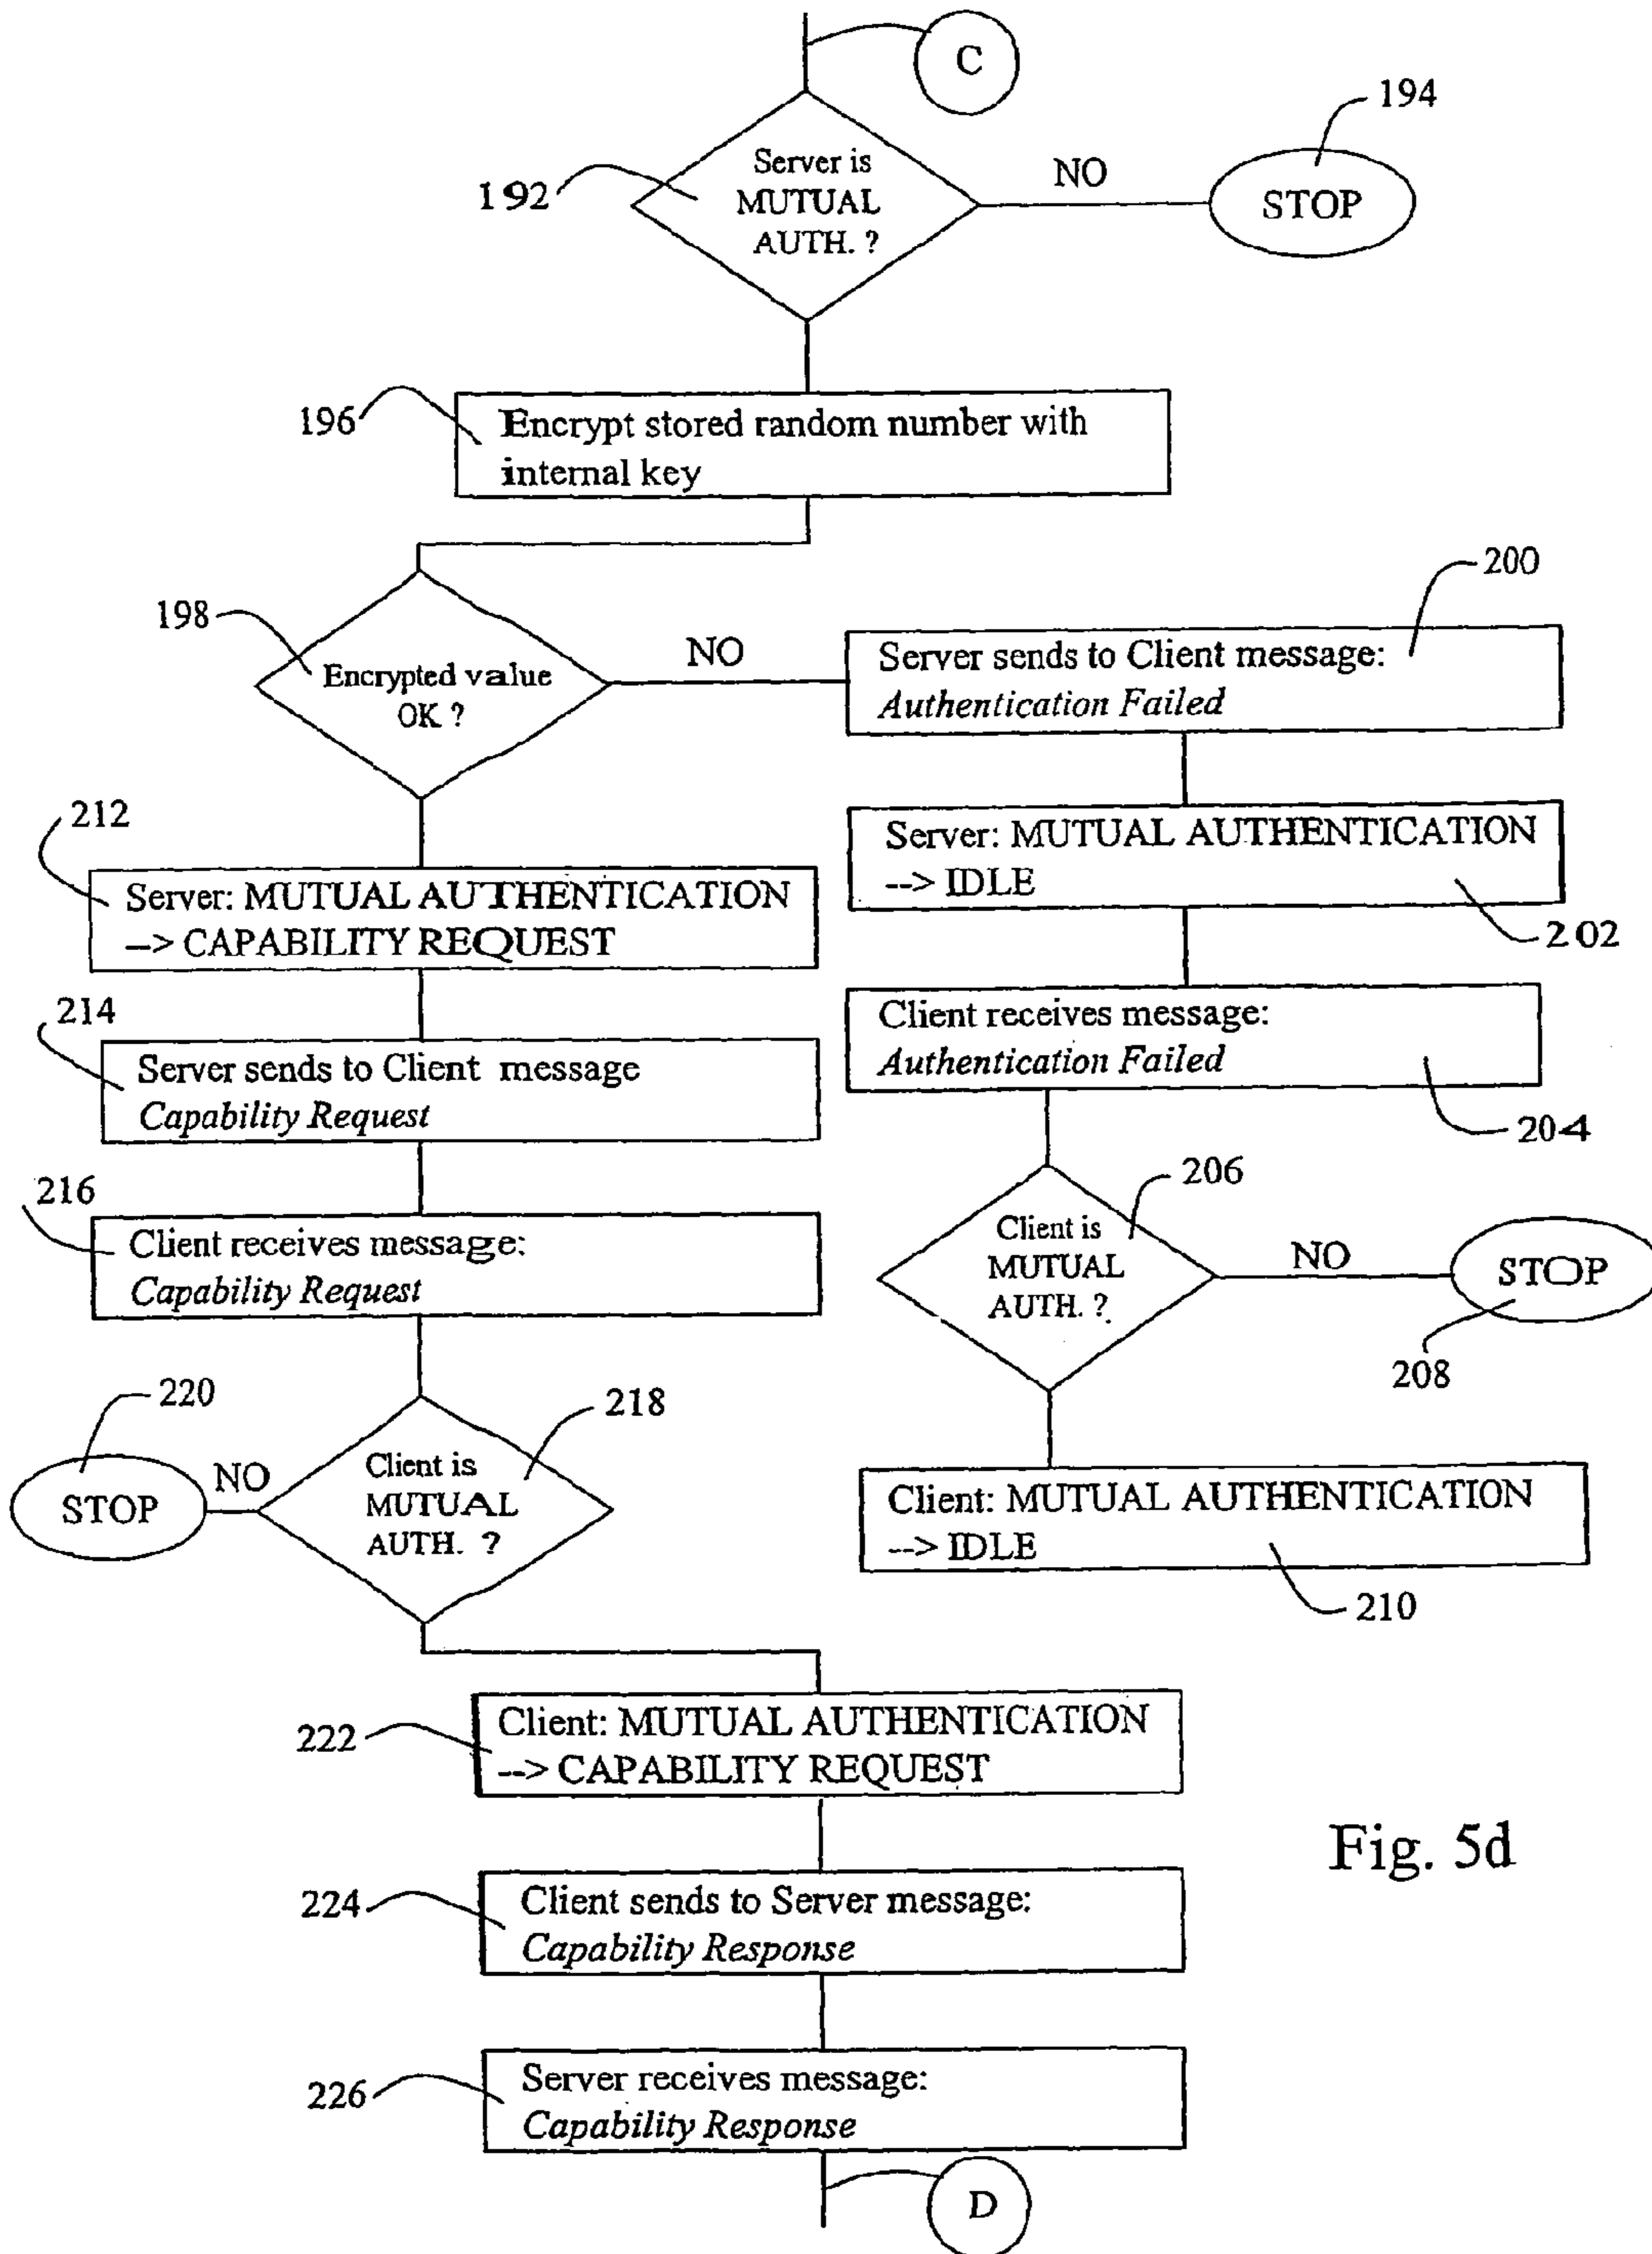 C
194
Server is
MUTUAL
AUTH. ?
NO
STOP
192
196
Encrypt stored random number with
internal key
200
198
Encrypted value
OK ?
NO
Server sends to Client message:
Authentication Failed
212
Server: MUTUAL AUTHENTICATION
--> IDLE
202
Server: MUTUAL AUTHENTICATION
--> CAPABILITY REQUEST
214
Client receives message:
Authentication Failed
204
Server sends to Client message
Capability Request
216
206
Client receives message:
Capability Request
Client is
MUTUAL
AUTH. ?
NO
STOP
208
220
218
NO
STOP
Client is
MUTUAL
AUTH. ?
Client: MUTUAL AUTHENTICATION
--> IDLE
210
222
Client: MUTUAL AUTHENTICATION
--> CAPABILITY REQUEST
Fig. 5d
224
Client sends to Server message:
Capability Response
226
Server receives message:
Capability Response
D